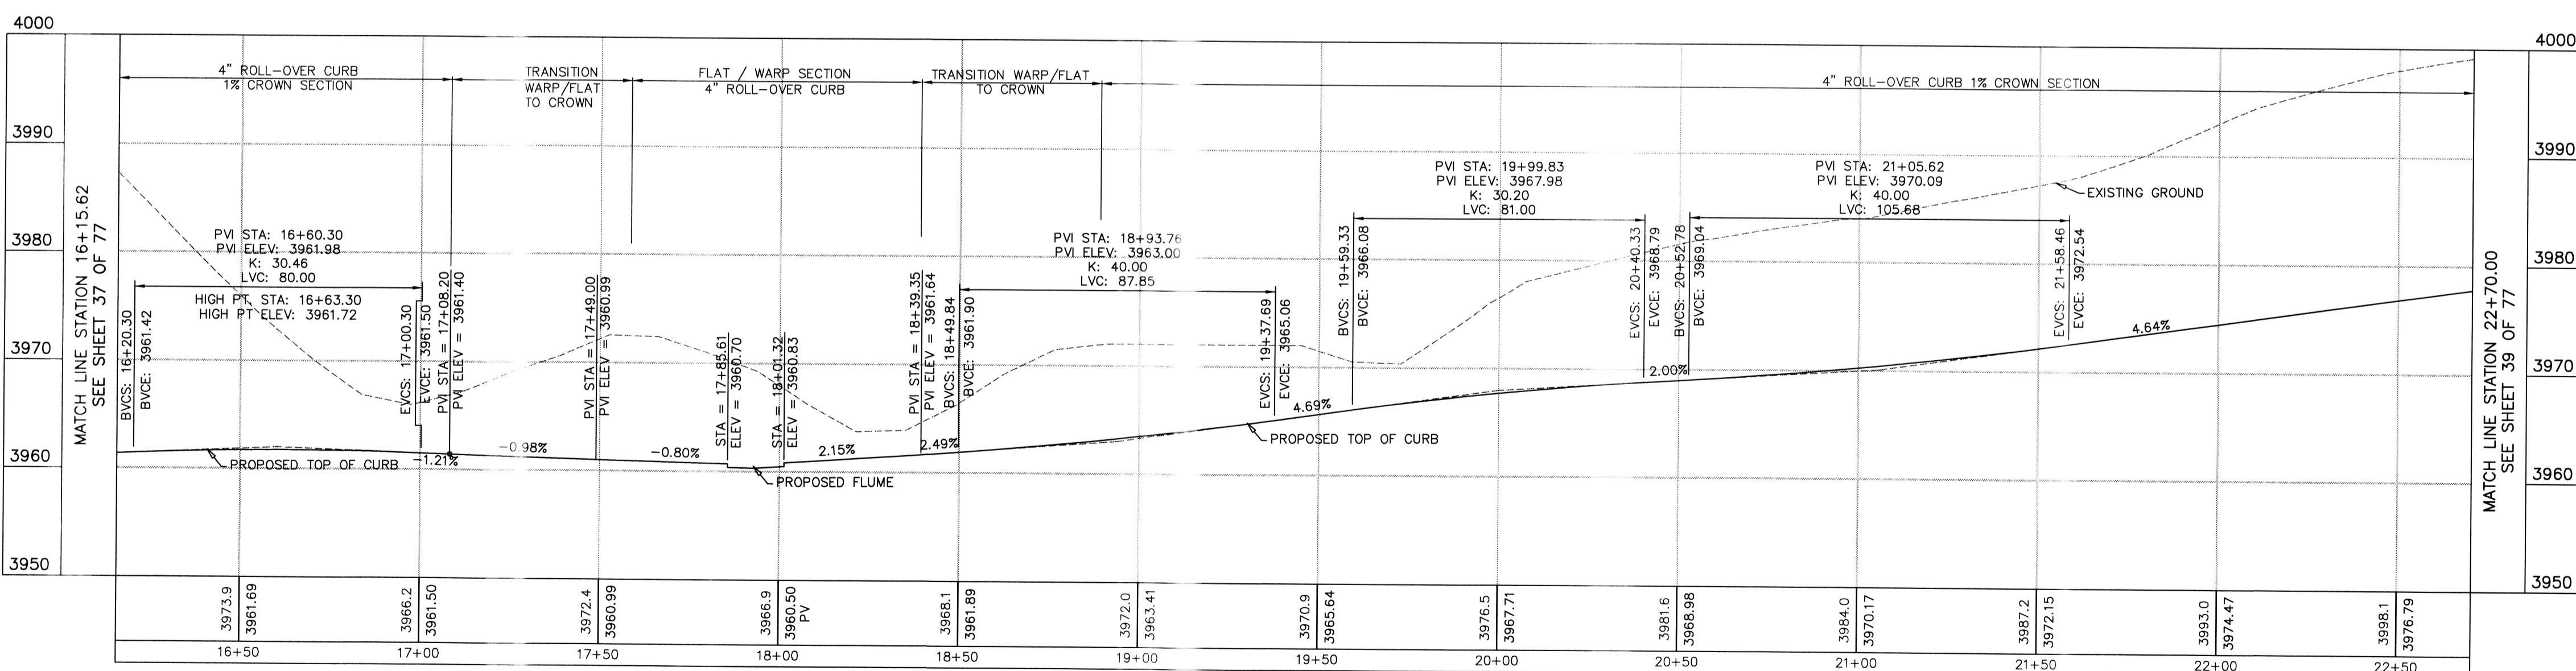 4000
3990
3980
3970
3960
3950
MATCH LINE STATION 16+15.62
SEE SHEET 37 OF 77
4" ROLL-OVER CURB
1% CROWN SECTION
TRANSITION
WARP/FLAT
TO CROWN
FLAT / WARP SECTION
4" ROLL-OVER CURB
TRANSITION WARP/FLAT
TO CROWN
4" ROLL-OVER CURB 1% CROWN SECTION
PVI STA: 16+60.30
PVI ELEV: 3961.98
K: 30.46
LVC: 80.00
HIGH PT. STA: 16+63.30
HIGH PT ELEV: 3961.72
BVCS: 16+20.30
BVCE: 3961.42
EVCS: 17+00.30
EVCE: 3961.50
PVI STA = 17+08.20
PVI ELEV = 3961.40
PVI STA = 17+49.00
PVI ELEV = 3960.99
STA = 17+85.61
ELEV = 3960.70
STA = 18+01.32
ELEV = 3960.83
PVI STA = 18+39.35
PVI ELEV = 3961.64
BVCS: 18+49.84
BVCE: 3961.90
PVI STA: 18+93.76
PVI ELEV: 3963.00
K: 40.00
LVC: 87.85
EVCS: 19+37.69
EVCE: 3965.06
BVCS: 19+59.33
BVCE: 3966.08
PVI STA: 19+99.83
PVI ELEV: 3967.98
K: 30.20
LVC: 81.00
EVCS: 20+40.33
EVCE: 3968.79
BVCS: 20+52.78
BVCE: 3969.04
PVI STA: 21+05.62
PVI ELEV: 3970.09
K: 40.00
LVC: 105.68
EVCS: 21+58.46
EVCE: 3972.54
EXISTING GROUND
PROPOSED TOP OF CURB
-1.21%
-0.98%
-0.80%
PROPOSED FLUME
2.15%
2.49%
4.69%
PROPOSED TOP OF CURB
2.00%
4.64%
4000
3990
3980
3970
3960
3950
MATCH LINE STATION 22+70.00
SEE SHEET 39 OF 77
3973.9
3961.69
3966.2
3961.50
3972.4
3960.99
3966.9
3960.50
PV
3968.1
3961.89
3972.0
3963.41
3970.9
3965.64
3976.5
3967.71
3981.6
3968.98
3984.0
3970.17
3987.2
3972.15
3993.0
3974.47
3998.1
3976.79
16+50
17+00
17+50
18+00
18+50
19+00
19+50
20+00
20+50
21+00
21+50
22+00
22+50